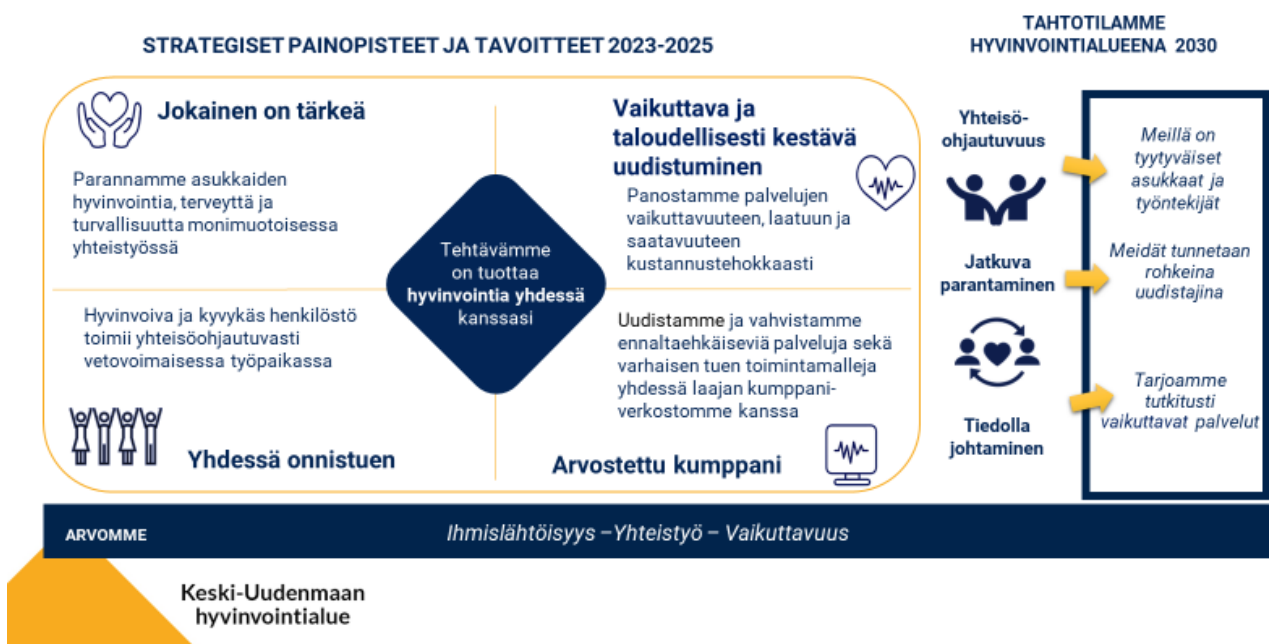 STRATEGISET PAINOPISTEET JA TAVOITTEET 2023-2025
TAHTOTILAMME
HYVINVOINTIALUEENA 2030
Jokainen on tärkeä
Parannamme asukkaiden
hyvinvointia, terveyttä ja
turvallisuutta monimuotoisessa
yhteistyössä
Vaikuttava ja
taloudellisesti kestävä
uudistuminen
Panostamme palvelujen
vaikuttavuuteen, laatuun ja
saatavuuteen
kustannustehokkaasti
Tehtävämme
on tuottaa
hyvinvointia yhdessä
kanssasi
Hyvinvoiva ja kyvykäs henkilöstö
toimii yhteisöohjautuvasti
vetovoimaisessa työpaikassa
Yhdessä onnistuen
Uudistamme ja vahvistamme
ennaltaehkäiseviä palveluja sekä
varhaisen tuen toimintamalleja
yhdessä laajan kumppani-
verkostomme kanssa
Arvostettu kumppani
Yhteisö-
ohjautuvuus
Jatkuva
parantaminen
Tiedolla
johtaminen
Meillä on
tyytyväiset
asukkaat ja
työntekijät
Meidät tunnetaan
rohkeina
uudistajina
Tarjoamme
tutkitusti
vaikuttavat palvelut
ARVOMME
Ihmislähtöisyys –Yhteistyö – Vaikuttavuus
Keski-Uudenmaan
hyvinvointialue